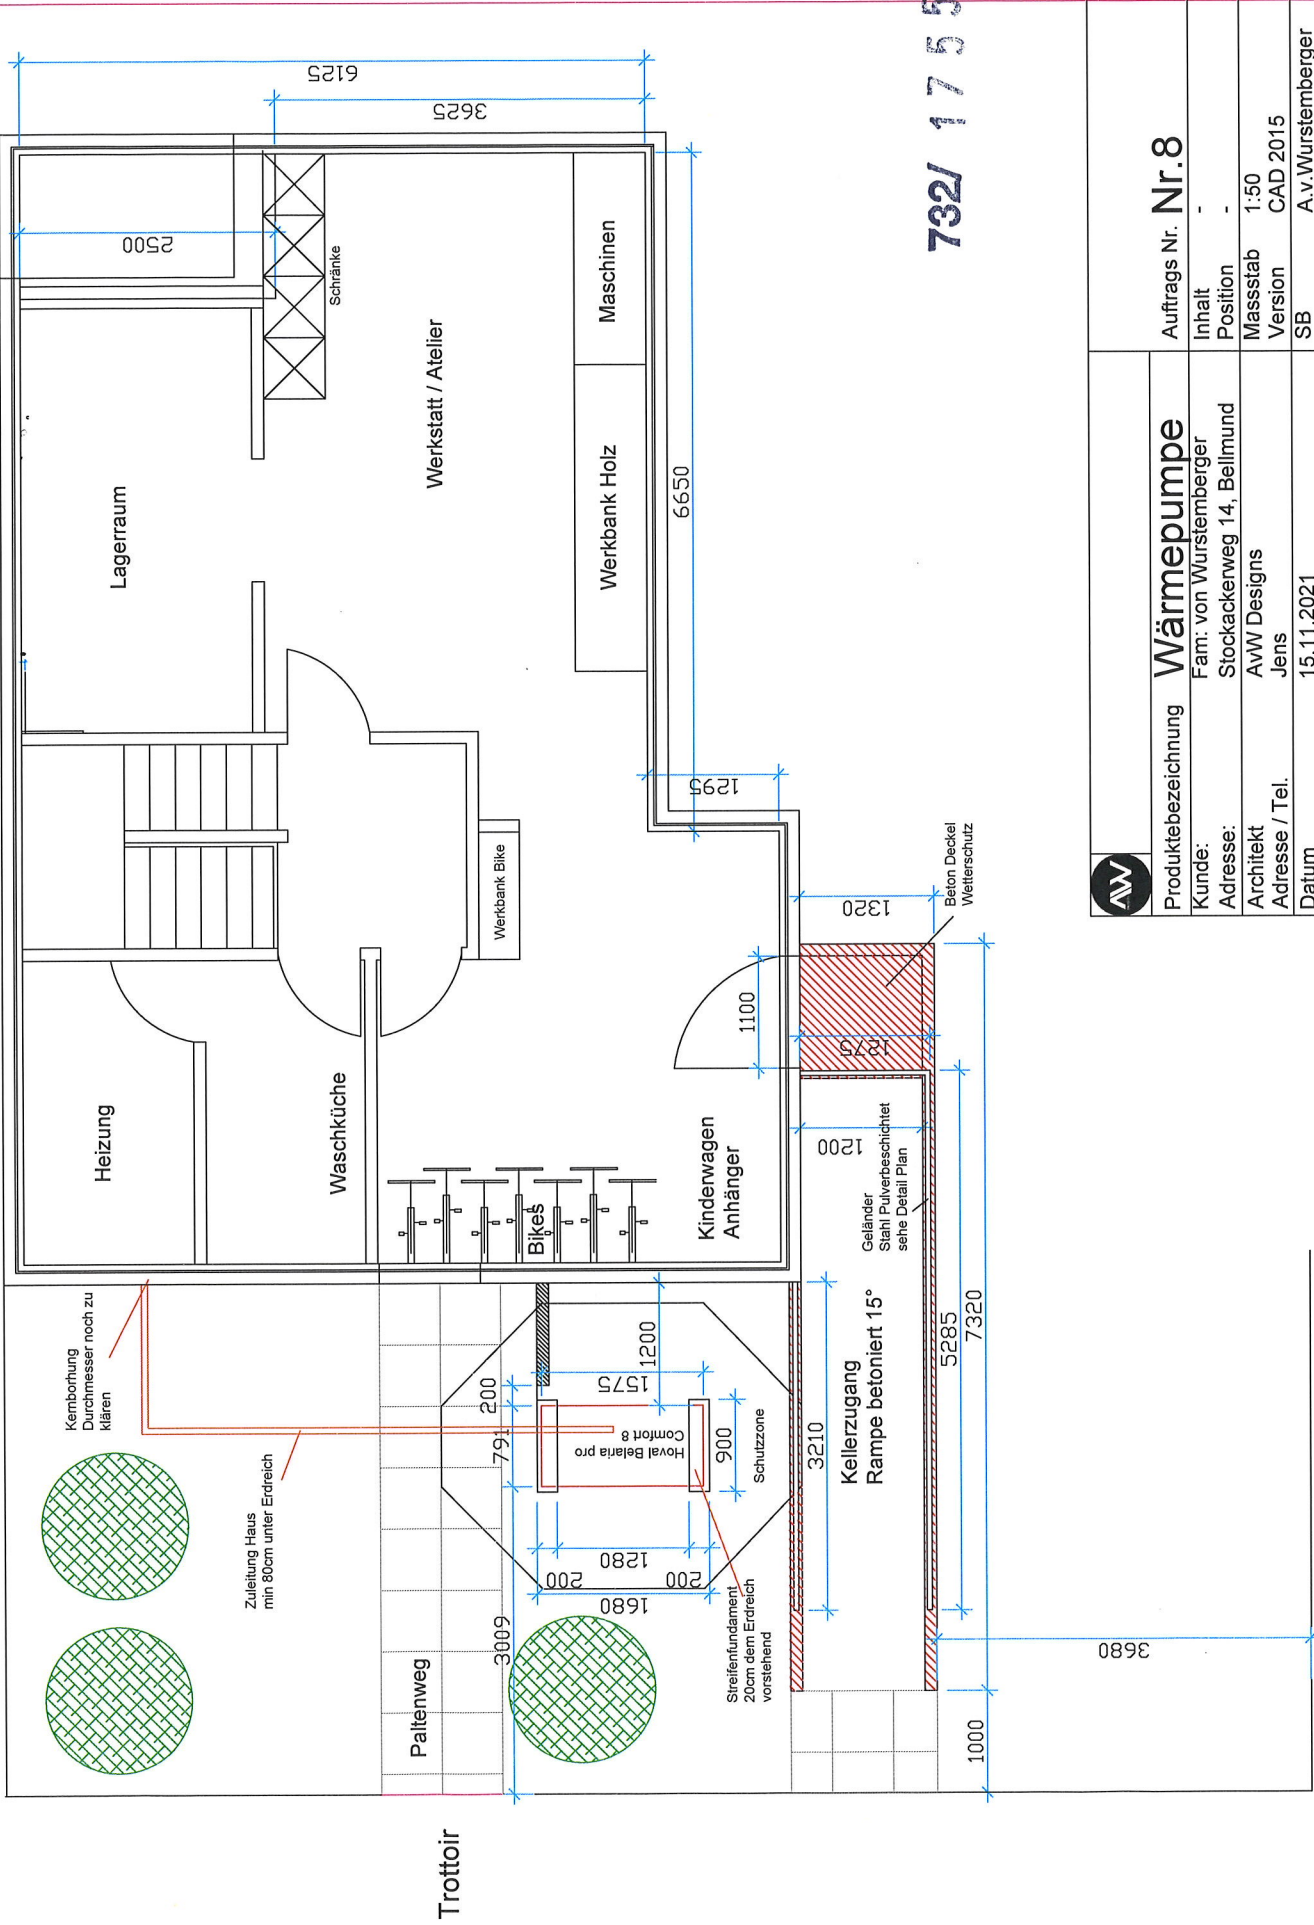 Trottoir
Kernborhung
Durchmesser noch zu
klären
Zuleitung Haus
min 80cm unter Erdreich
Paltenweg
Heizung
Waschküche
Bikes
Kinderwagen
Anhänger
Lagerraum
Werkstatt / Atelier
Schränke
Werkbank Bike
Werkbank Holz
Maschinen
2500
3625
6125
6650
1295
1320
1100
1275
1200
Beton Deckel
Wetterschutz
Geländer
Stahl Pulverbeschichtet
sehe Detail Plan
Hoval Belaria pro
Comfort 8
Schutzzone
Streifenfundament
20cm dem Erdreich
vorstehend
3009
791
200
1200
1575
900
1280
200
200
1680
3210
Kellerzugang
Rampe betoniert 15°
5285
7320
1000
3680
732/ 1755
AW
Produktebezeichnung Wärmepumpe
Auftrags Nr. Nr.8
Kunde: Fam: von Wurstemberger
Inhalt -
Adresse: Stockackerweg 14, Bellmund
Position -
Architekt AvW Designs
Massstab 1:50
Adresse / Tel. Jens
Version CAD 2015
Datum 15.11.2021
SB A.v.Wurstemberger